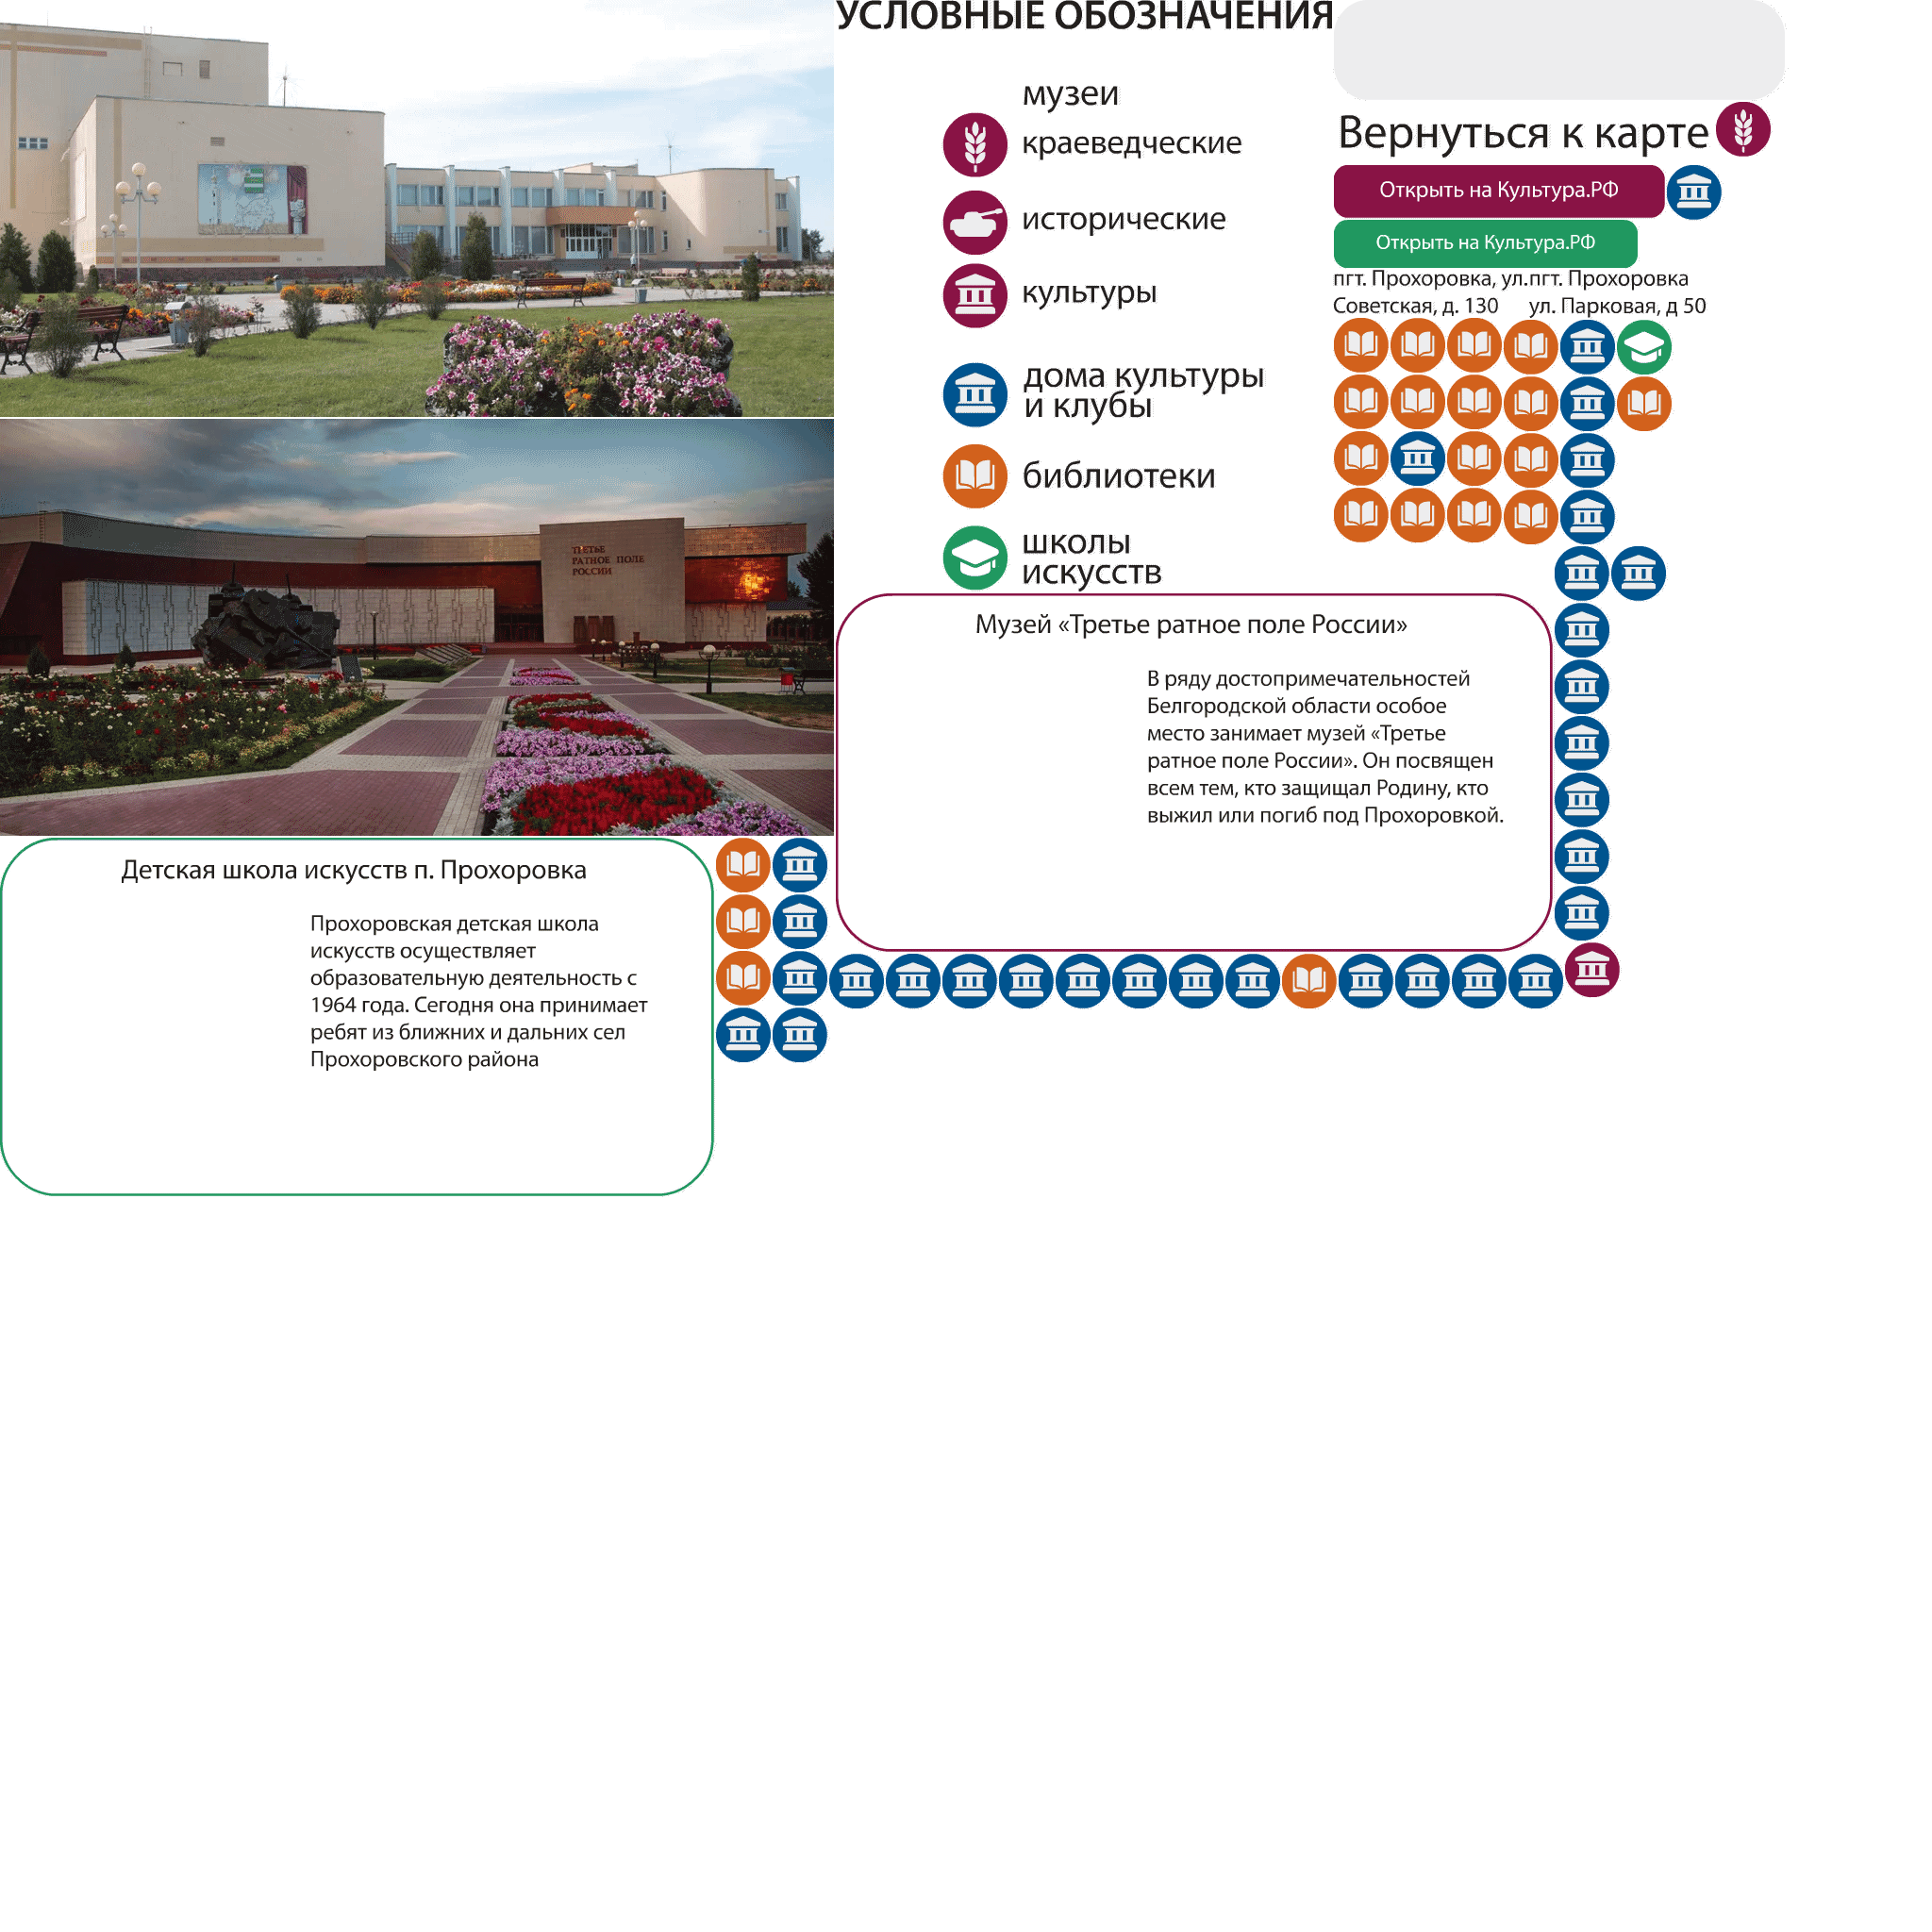 УСЛОВНЫЕ ОБОЗНАЧЕНИЯ
музеи
краеведческие
исторические
культуры
дома культуры
и клубы
библиотеки
школы
искусств
Вернуться к карте
Открыть на Культура.РФ
Открыть на Культура.РФ
пгт. Прохоровка, ул.
Советская, д. 130
пгт. Прохоровка
ул. Парковая, д 50
ТРЕТЬЕ
РАТНОЕ ПОЛЕ
РОССИИ
Музей «Третье ратное поле России»
В ряду достопримечательностей
Белгородской области особое
место занимает музей «Третье
ратное поле России». Он посвящен
всем тем, кто защищал Родину, кто
выжил или погиб под Прохоровкой.
Детская школа искусств п. Прохоровка
Прохоровская детская школа
искусств осуществляет
образовательную деятельность с
1964 года. Сегодня она принимает
ребят из ближних и дальних сел
Прохоровского района